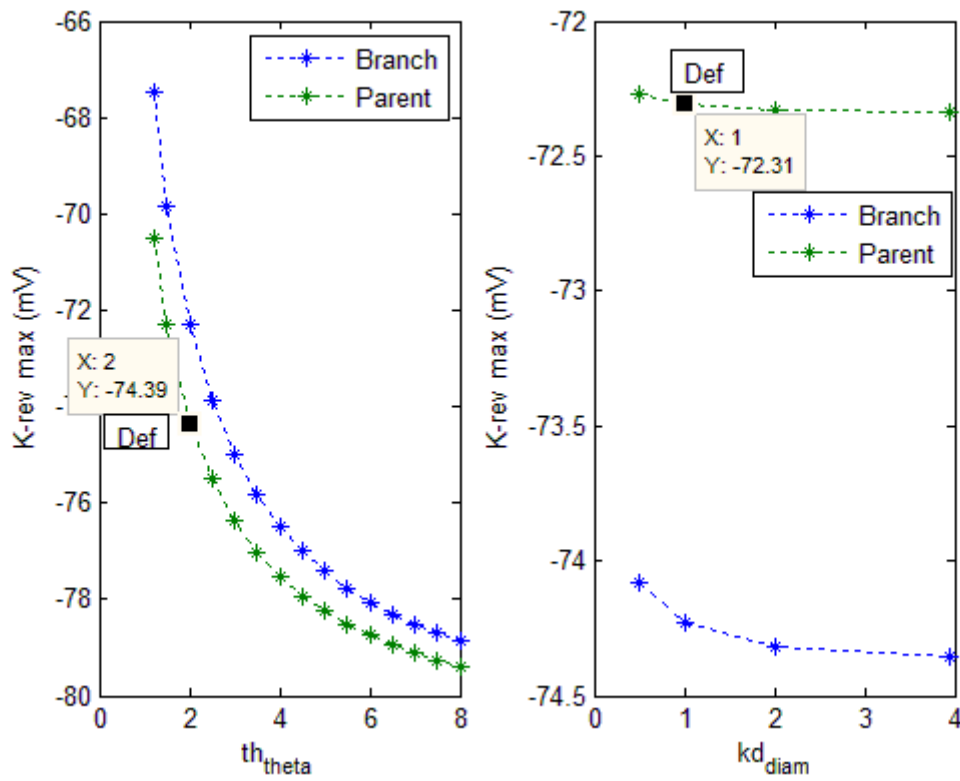 -66
-68
-70
-72
-7
-76
-78
-80
K-rev max (mV)
0
2
4
6
8
th_theta
Branch
Parent
X: 2
Y: -74.39
Def
-72
-72.5
-73
-73.5
-74
-74.5
K-rev max (mV)
0
1
2
3
4
kd_diam
Def
X: 1
Y: -72.31
Branch
Parent